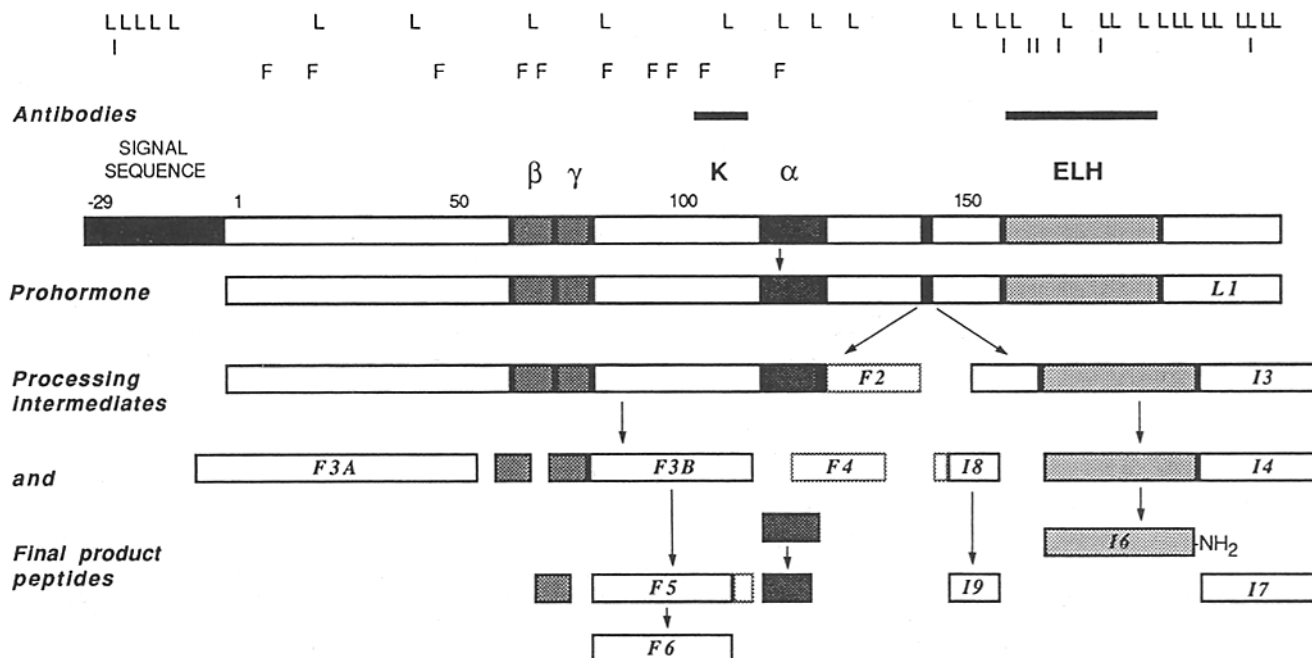 L L L L L L L L L L L L L L L L L L L LL L L LL LL LL LL
I I II I I I
F F F F F F F F F F
Antibodies
SIGNAL
SEQUENCE
β γ K α ELH
-29 1 50 100 150
Prohormone
L1
Processing
intermediates
F2 I3
and
F3A F3B F4 I8 I4
Final product
peptides
I6 -NH2
F5 I9 I7
F6